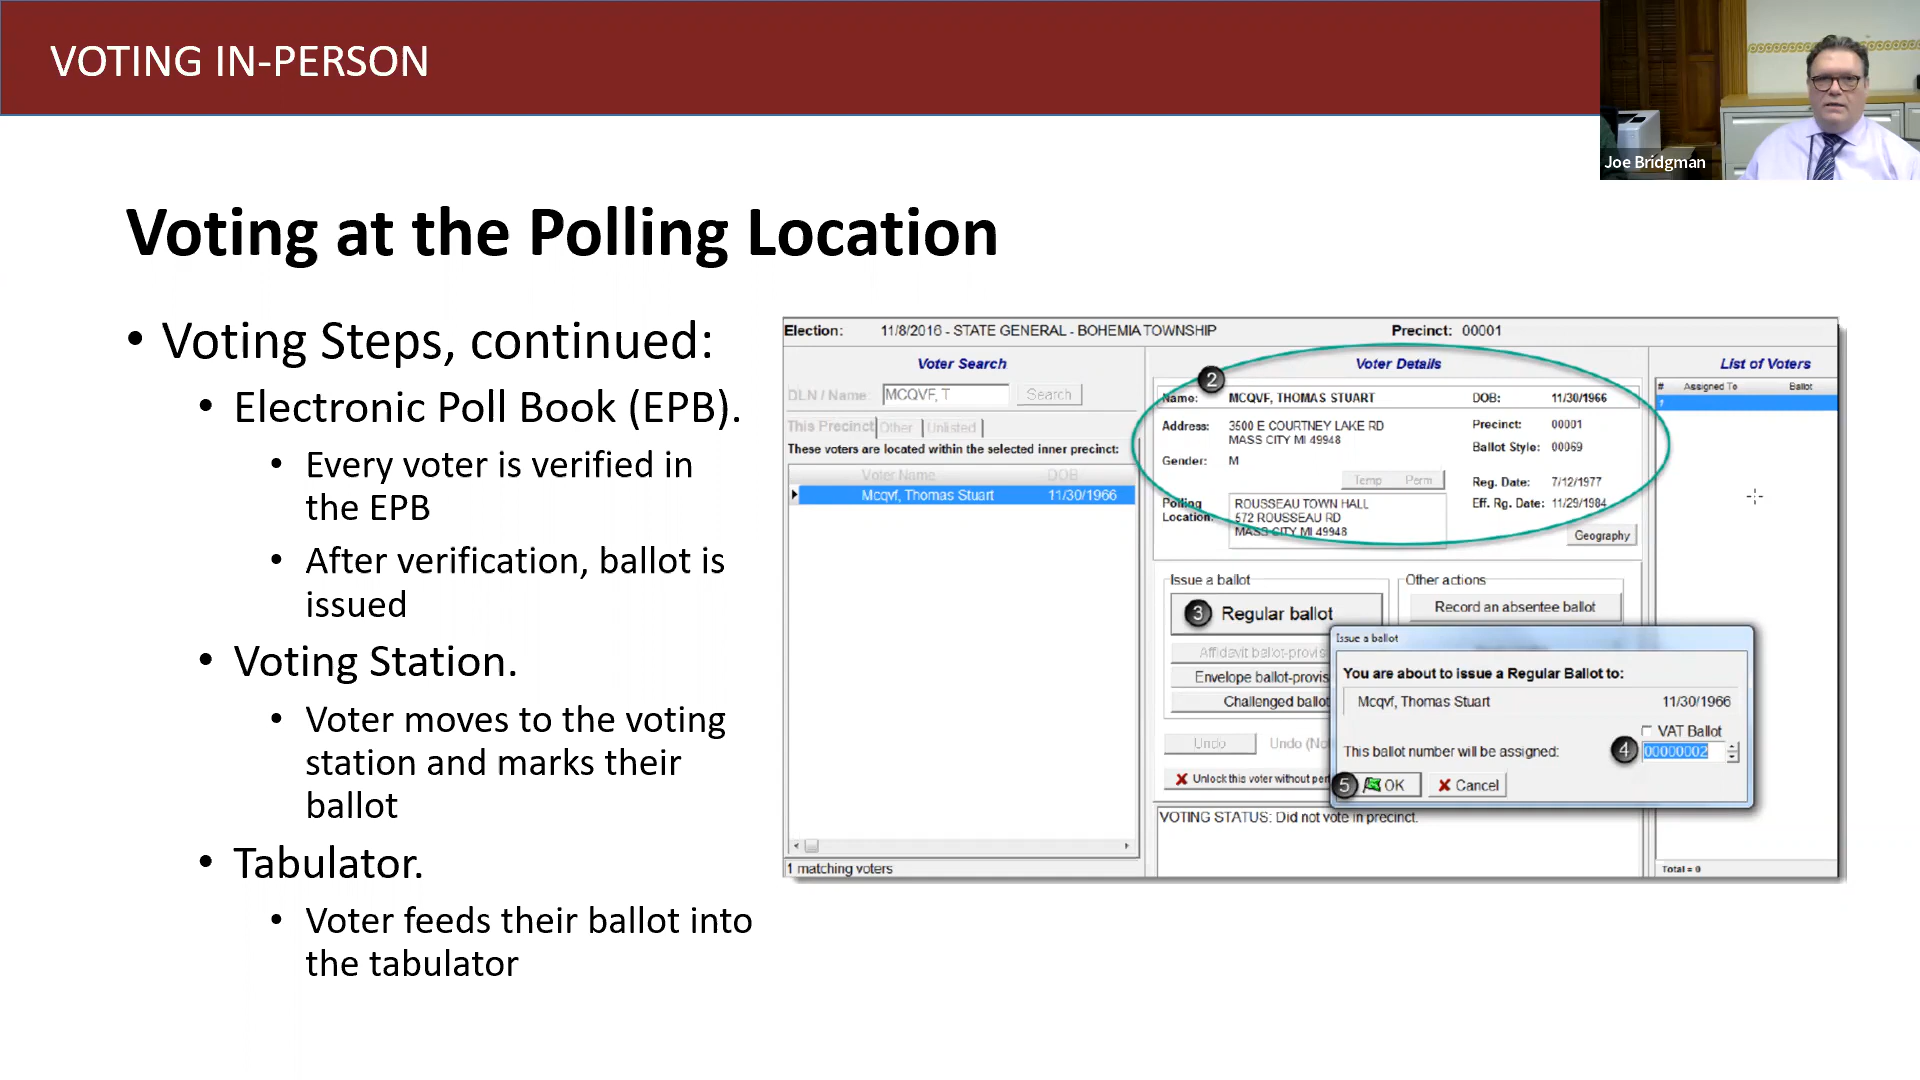 VOTING IN-PERSON
Joe Bridgman
Voting at the Polling Location
• Voting Steps, continued:
• Electronic Poll Book (EPB).
• Every voter is verified in
the EPB
• After verification, ballot is
issued
• Voting Station.
• Voter moves to the voting
station and marks their
ballot
• Tabulator.
• Voter feeds their ballot into
the tabulator
Election: 11/8/2016 - STATE GENERAL - BOHEMIA TOWNSHIP Precinct: 00001
Voter Search
DLN / Name: MCQVF, T Search
This Precinct Other Unlisted
These voters are located within the selected inner precinct:
Voter Name DOB
Mcqvf, Thomas Stuart 11/30/1966
1 matching voters
Voter Details
2
Name: MCQVF, THOMAS STUART DOB: 11/30/1966
Address: 3500 E COURTNEY LAKE RD Precinct: 00001
MASS CITY MI 49948
Ballot Style: 00069
Gender: M
Temp Perm Reg. Date: 7/12/1977
Polling ROUSSEAU TOWN HALL Eff. Rg. Date: 11/29/1984
Location: 572 ROUSSEAU RD
MASS CITY MI 49948
Geography
Issue a ballot Other actions
3 Regular ballot Record an absentee ballot
Affidavit ballot-provis
Envelope ballot-provis
Challenged ballot
Undo Undo (No
Unlock this voter without per
VOTING STATUS: Did not vote in precinct.
Issue a ballot
You are about to issue a Regular Ballot to:
Mcqvf, Thomas Stuart 11/30/1966
VAT Ballot
This ballot number will be assigned: 4 00000002
5 OK Cancel
List of Voters
# Assigned To Ballot
1
Total = 0